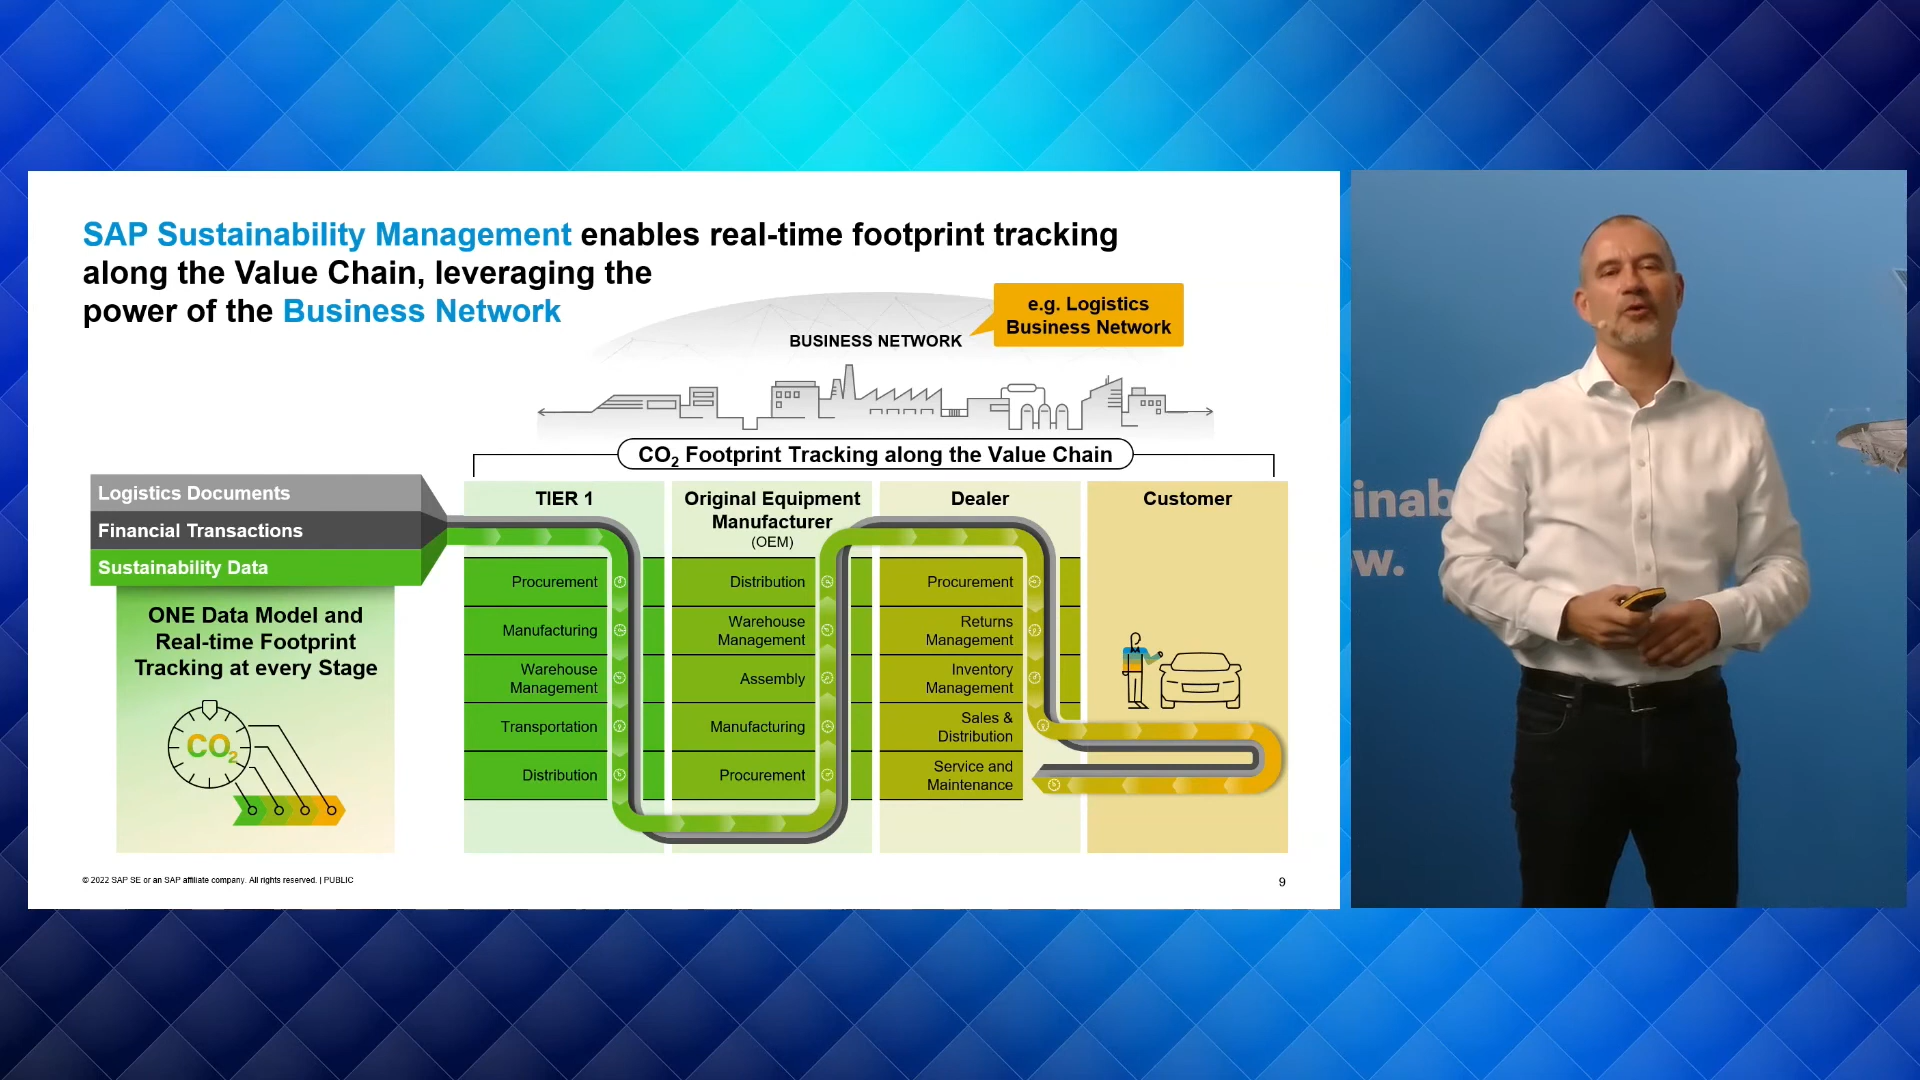 SAP Sustainability Management enables real-time footprint tracking
along the Value Chain, leveraging the
power of the Business Network
e.g. Logistics
Business Network
BUSINESS NETWORK
CO2 Footprint Tracking along the Value Chain
Logistics Documents
Financial Transactions
Sustainability Data
ONE Data Model and
Real-time Footprint
Tracking at every Stage
CO2
TIER 1
Procurement
Manufacturing
Warehouse
Management
Transportation
Distribution
Original Equipment
Manufacturer
(OEM)
Distribution
Warehouse
Management
Assembly
Manufacturing
Procurement
Dealer
Procurement
Returns
Management
Inventory
Management
Sales &
Distribution
Service and
Maintenance
Customer
© 2022 SAP SE or an SAP affiliate company. All rights reserved. | PUBLIC
9
inab
ow.